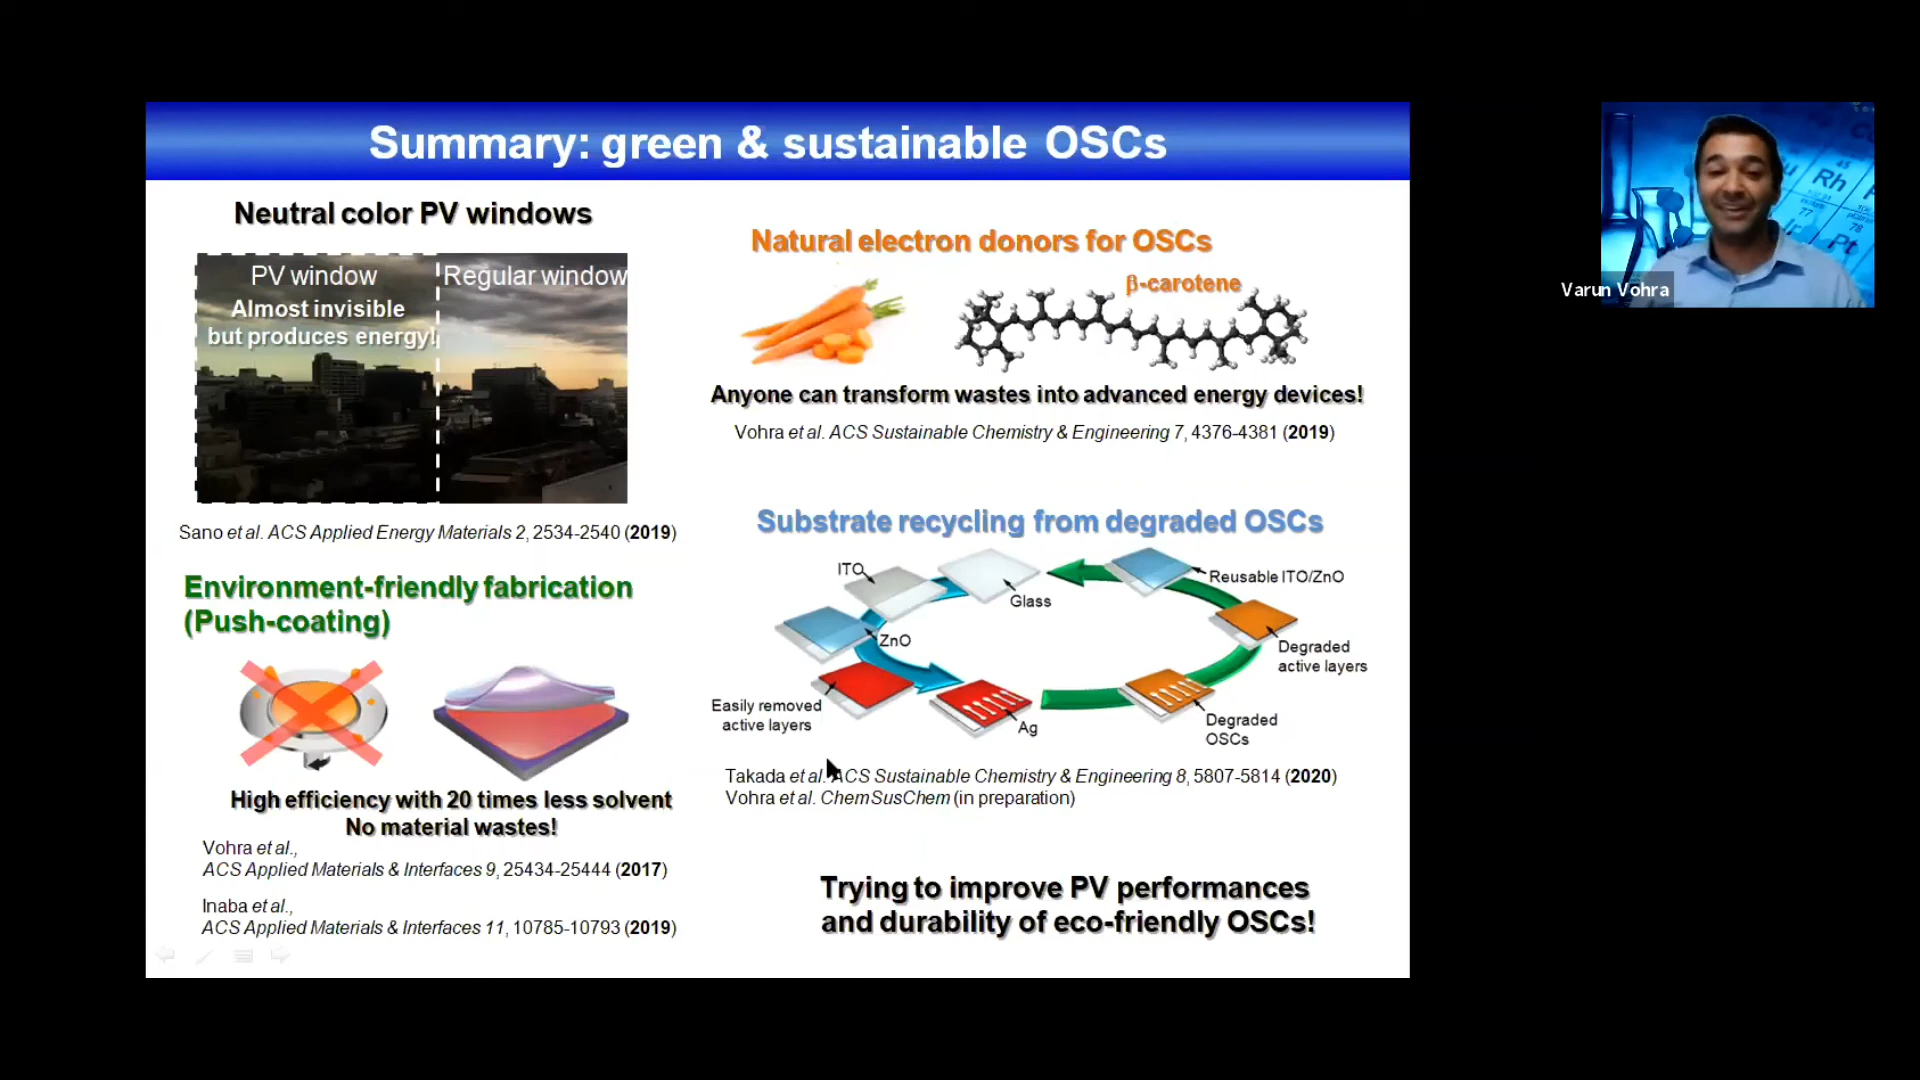 Summary: green & sustainable OSCs
Neutral color PV windows
PV window
Regular window
Almost invisible
but produces energy!
Sano et al. ACS Applied Energy Materials 2, 2534-2540 (2019)
Environment-friendly fabrication
(Push-coating)
High efficiency with 20 times less solvent
No material wastes!
Vohra et al.,
ACS Applied Materials & Interfaces 9, 25434-25444 (2017)
Inaba et al.,
ACS Applied Materials & Interfaces 11, 10785-10793 (2019)
Natural electron donors for OSCs
β-carotene
Anyone can transform wastes into advanced energy devices!
Vohra et al. ACS Sustainable Chemistry & Engineering 7, 4376-4381 (2019)
Substrate recycling from degraded OSCs
ITO
Glass
Reusable ITO/ZnO
ZnO
Degraded
active layers
Easily removed
active layers
Ag
Degraded
OSCs
Takada et al. ACS Sustainable Chemistry & Engineering 8, 5807-5814 (2020)
Vohra et al. ChemSusChem (in preparation)
Trying to improve PV performances
and durability of eco-friendly OSCs!
45
Rh
77
78
Pt
Varun Vohra